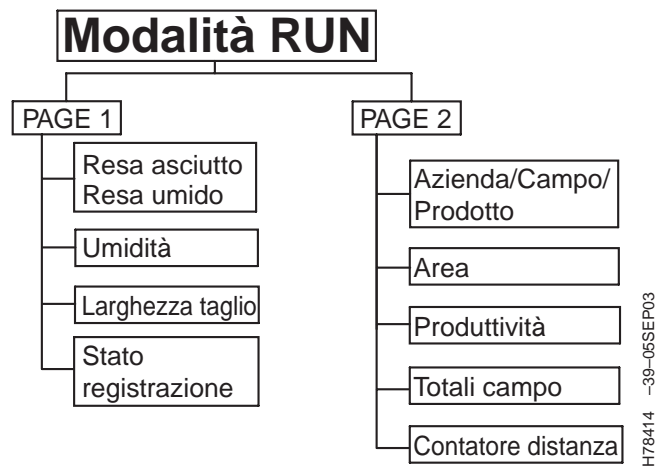 Modalità RUN
PAGE 1
Resa asciutto
Resa umido
Umidità
Larghezza taglio
Stato
registrazione
PAGE 2
Azienda/Campo/
Prodotto
Area
Produttività
Totali campo
Contatore distanza
H78414 –39–05SEP03